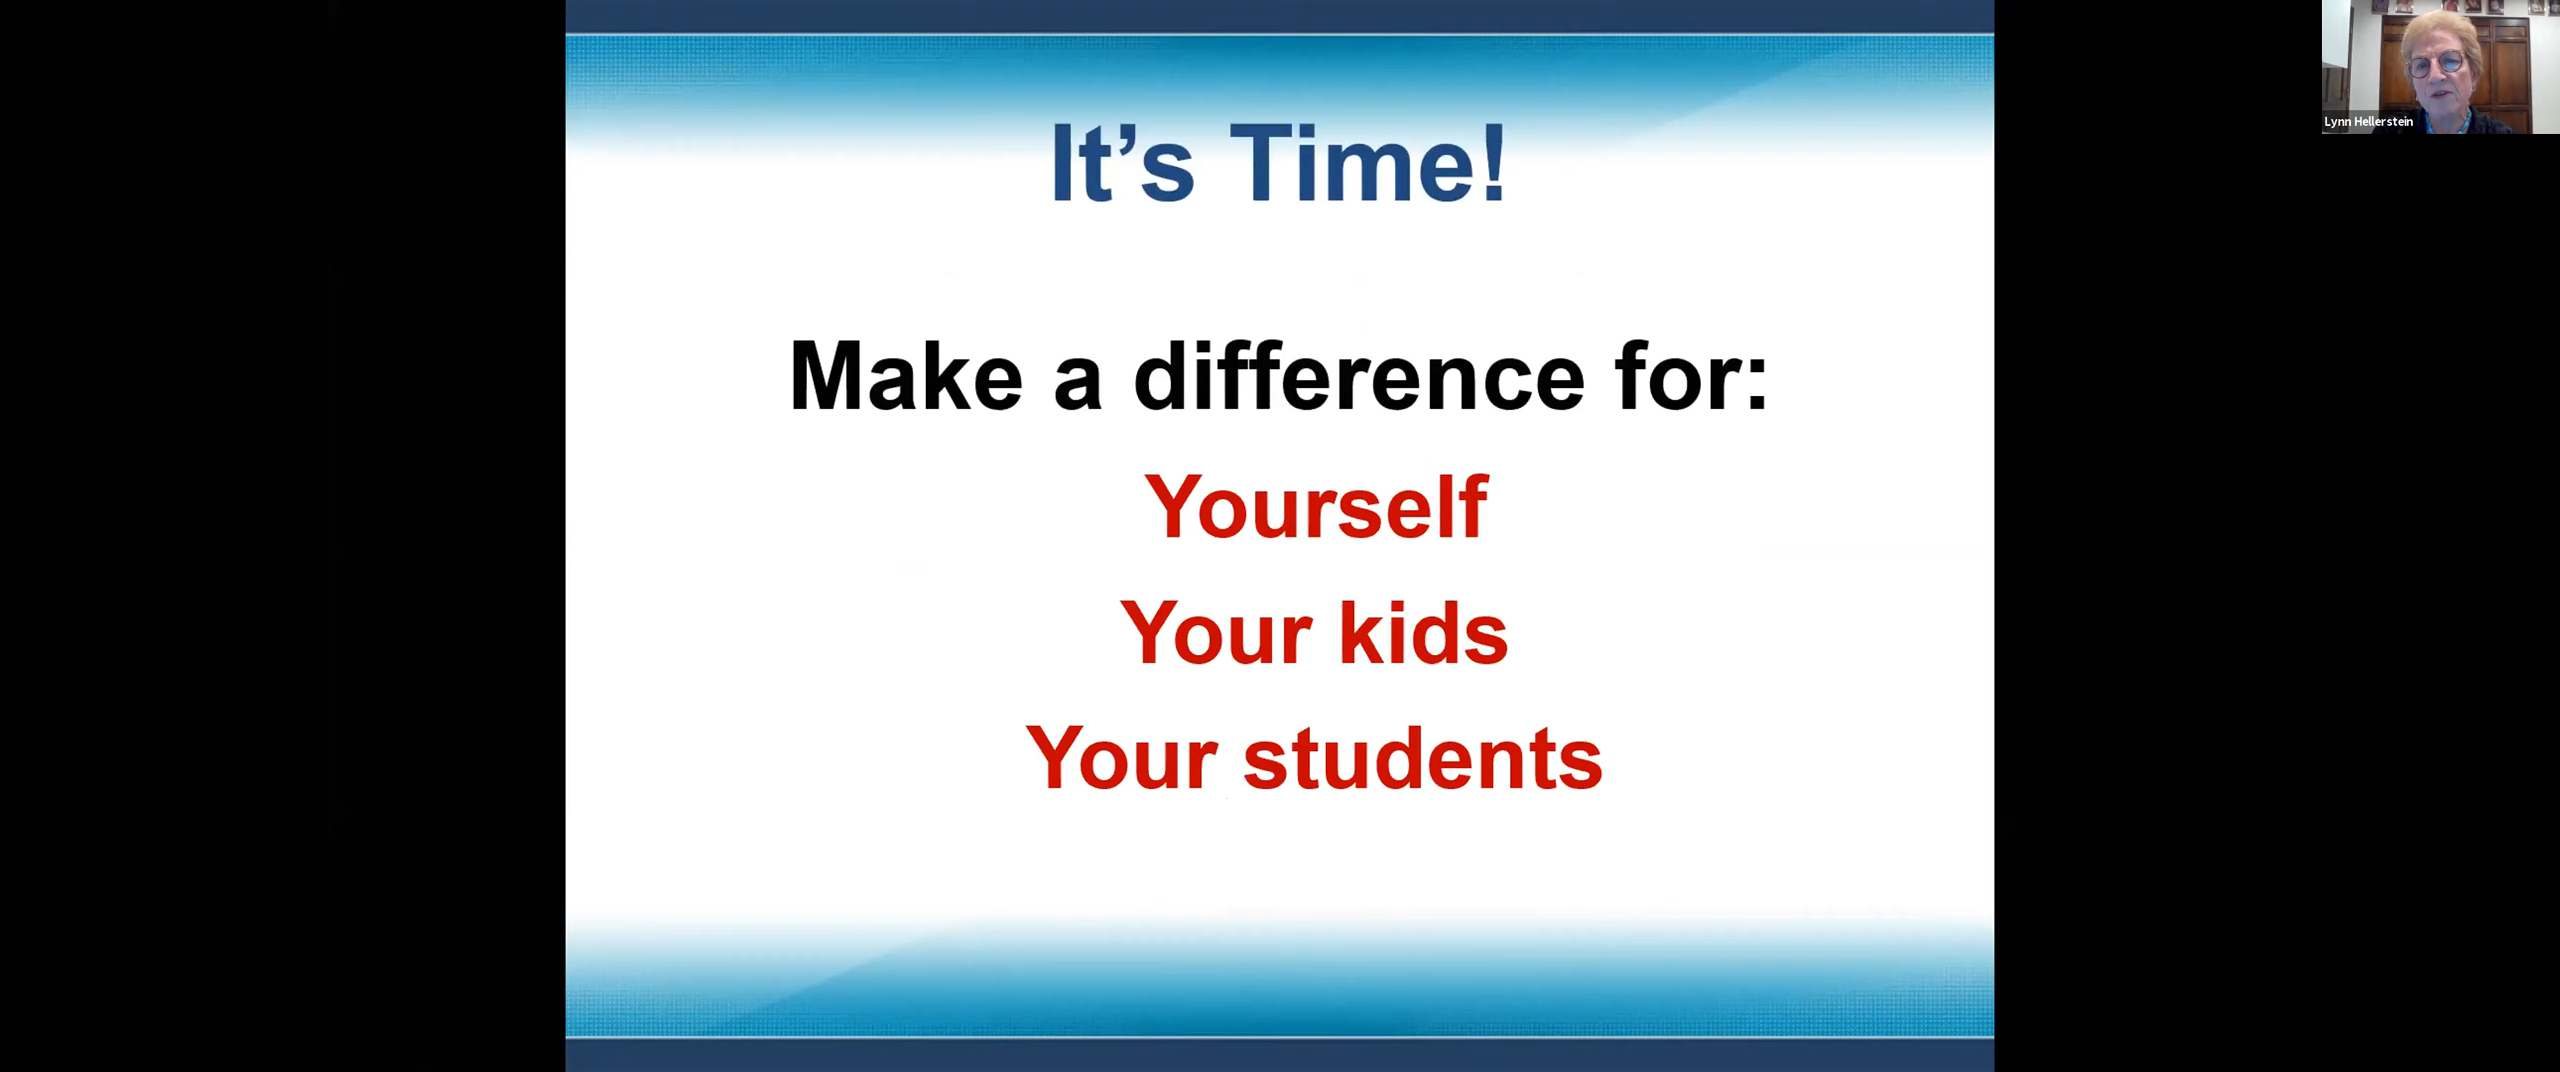 It’s Time!
Make a difference for:
Yourself
Your kids
Your students
Lynn Hellerstein